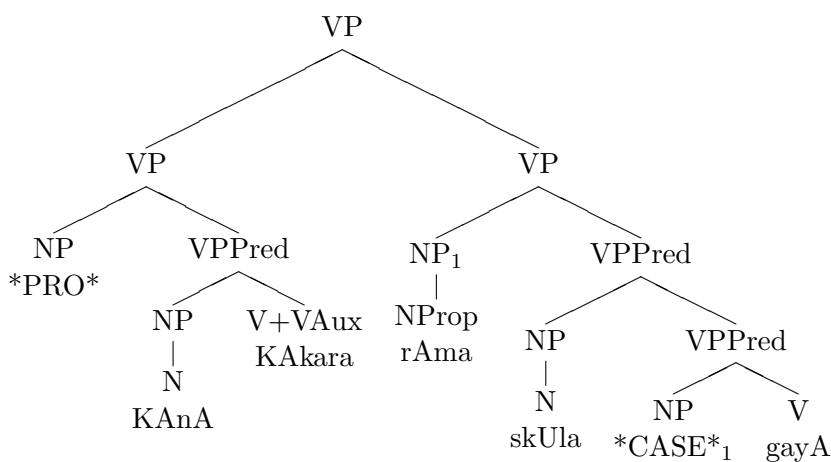 VP
VP VP
NP VPPred NP₁ VPPred
*PRO*
NP V+VAux NProp NP VPPred
KAkara rAma
N N NP V
KAnA skUla *CASE*₁ gayA